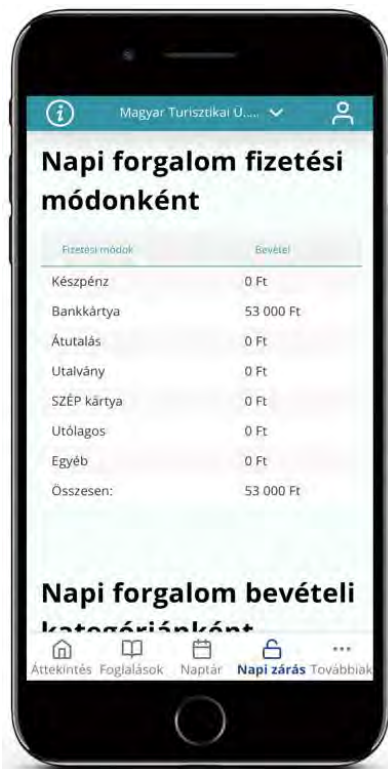 Magyar Turisztikai U.....
Napi forgalom fizetési
módonként
Fizetési módok Bevétel
Készpénz 0 Ft
Bankkártya 53 000 Ft
Átutalás 0 Ft
Utalvány 0 Ft
SZÉP kártya 0 Ft
Utólagos 0 Ft
Egyéb 0 Ft
Összesen: 53 000 Ft
Napi forgalom bevételi
kategóriánként
Áttekintés Foglalások Naptár Napi zárás Továbbiak